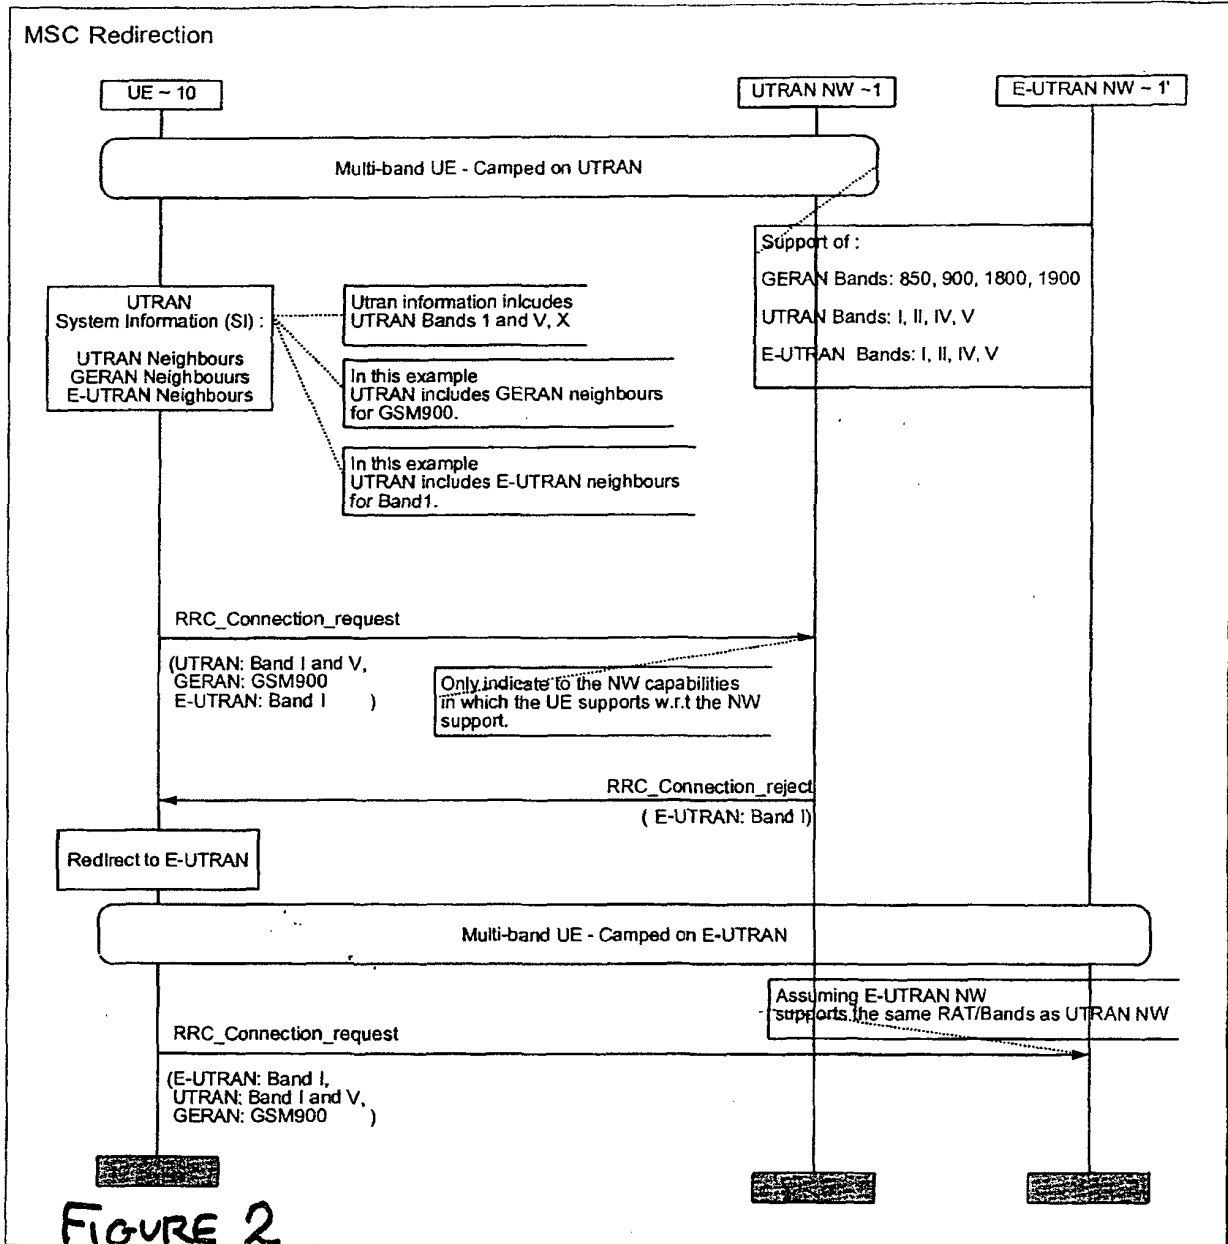 MSC Redirection
UE ~ 10
UTRAN NW ~1
E-UTRAN NW ~ 1'
Multi-band UE - Camped on UTRAN
Support of :
GERAN Bands: 850, 900, 1800, 1900
UTRAN Bands: I, II, IV, V
E-UTRAN Bands: I, II, IV, V
UTRAN
System Information (SI) :
UTRAN Neighbours
GERAN Neighbouurs
E-UTRAN Neighbours
Utran information inlcudes
UTRAN Bands 1 and V, X
In this example
UTRAN includes GERAN neighbours
for GSM900.
In this example
UTRAN includes E-UTRAN neighbours
for Band1.
RRC_Connection_request
(UTRAN: Band I and V,
GERAN: GSM900
E-UTRAN: Band I )
Only indicate to the NW capabilities
in which the UE supports w.r.t the NW
support.
RRC_Connection_reject
( E-UTRAN: Band I)
Redirect to E-UTRAN
Multi-band UE - Camped on E-UTRAN
Assuming E-UTRAN NW
supports the same RAT/Bands as UTRAN NW
RRC_Connection_request
(E-UTRAN: Band I,
UTRAN: Band I and V,
GERAN: GSM900 )
FIGURE 2